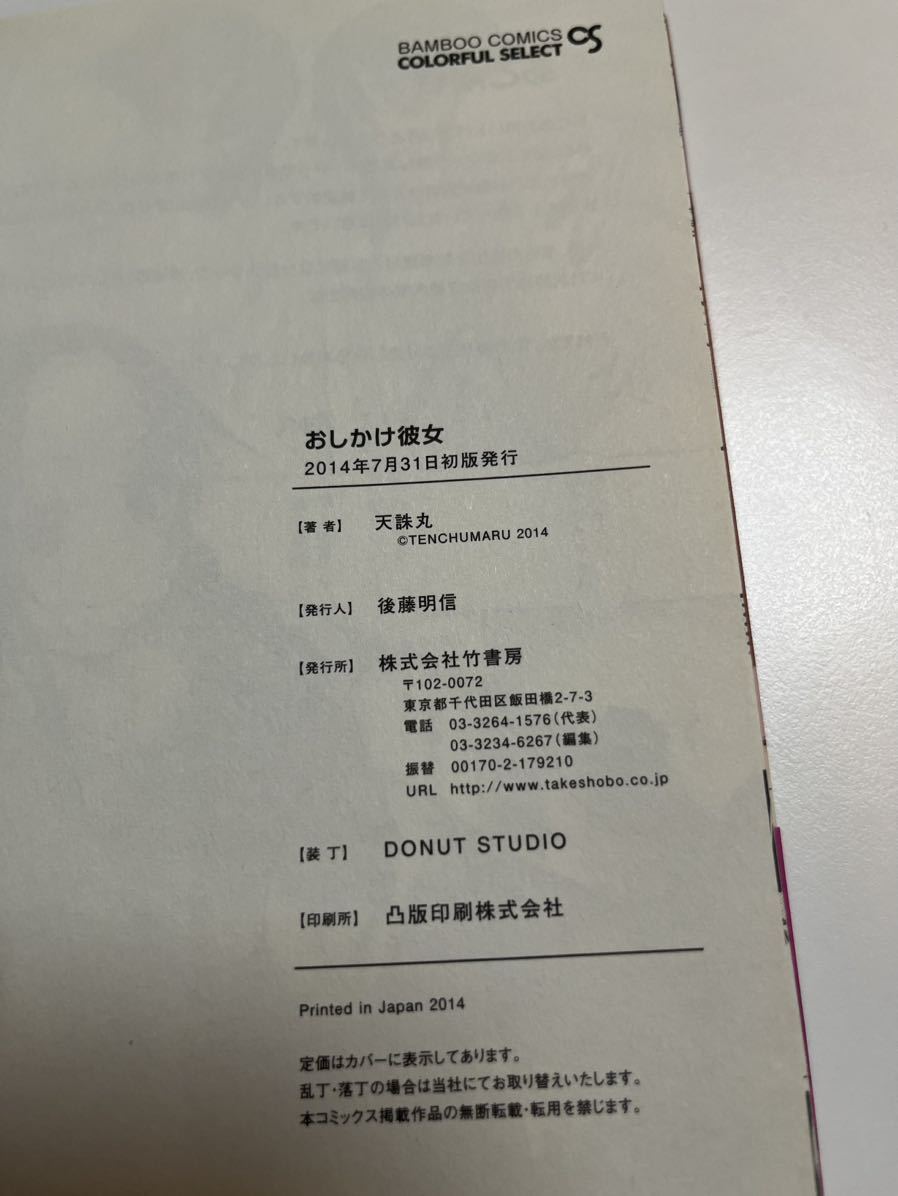 BAMBOO COMICS
COLORFUL SELECT CS
おしかけ彼女
2014年7月31日初版発行
【著者】 天誅丸
©TENCHUMARU 2014
【発行人】 後藤明信
【発行所】 株式会社竹書房
〒102-0072
東京都千代田区飯田橋2-7-3
電話 03-3264-1576(代表)
03-3234-6267(編集)
振替 00170-2-179210
URL http://www.takeshobo.co.jp
【装丁】 DONUT STUDIO
【印刷所】 凸版印刷株式会社
Printed in Japan 2014
定価はカバーに表示してあります。
乱丁・落丁の場合は当社にてお取り替えいたします。
本コミックス掲載作品の無断転載・転用を禁じます。